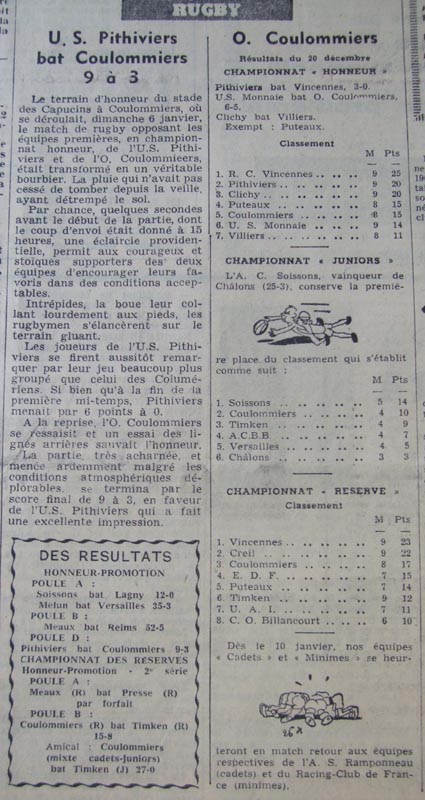 RUGBY
U. S. Pithiviers
bat Coulommiers
9 à 3
Le terrain d'honneur du stade
des Capucins à Coulommiers, où
se déroulait, dimanche 6 janvier,
le match de rugby opposant les
équipes premières, en champion-
nat honneur, de l'U.S. Pithi-
viers et de l'O. Coulommieers,
était transformé en un véritable
bourbier. La pluie qui n'avait pas
cessé de tomber depuis la veille,
ayant détrempé le sol.
Par chance, quelques secondes
avant le début de la partie, dont
le coup d'envoi était donné à 15
heures, une éclaircie providen-
tielle, permit aux courageux et
stoïques supporters des deux
équipes d'encourager leurs fa-
voris dans des conditions accep-
tables.
Intrépides, la boue leur col-
lant lourdement aux pieds, les
rugbymen s'élancèrent sur le
terrain gluant.
Les joueurs de l'U.S. Pithi-
viers se firent aussitôt remar-
quer par leur jeu beaucoup plus
groupé que celui des Columé-
riens. Si bien qu'à la fin de la
première mi-temps, Pithiviers
menait par 6 points à 0.
A la reprise, l'O. Coulommiers
se ressaisit et un essai des li-
gnes arrières sauvait l'honneur.
La partie, très acharnée, et
menée ardemment malgré les
conditions atmosphériques dé-
plorables, se termina par le
score final de 9 à 3, en faveur
de l'U.S. Pithiviers qui a fait
une excellente impression.
DES RESULTATS
HONNEUR-PROMOTION
POULE A :
Soissons bat Lagny 12-0
Melun bat Versailles 35-3
POULE B :
Meaux bat Reims 52-5
POULE D :
Pithiviers bat Coulommiers 9-3
CHAMPIONNAT DES RESERVES
Honneur-Promotion - 2e série
POULE A :
Meaux (R) bat Presse (R)
par forfait
POULE B :
Coulommiers (R) bat Timken (R)
15-8
Amical : Coulommiers
(mixte cadets-Juniors)
bat Timken (J) 27-0
O. Coulommiers
Résultats du 20 décembre
CHAMPIONNAT « HONNEUR »
Pithiviers bat Vincennes, 3-0.
U.S. Monnaie bat O. Coulommiers,
6-5.
Clichy bat Villiers.
Exempt : Puteaux.
Classement
M Pts
1. R. C. Vincennes .. .. .. .. 9 25
2. Pithiviers .. .. .. .. .. .. 9 20
3. Clichy .. .. .. .. .. .. .. 9 20
4. Puteaux .. .. .. .. .. .. 8 15
5. Coulommiers .. .. .. .. .. 8 15
6. U. S. Monnaie .. .. .. .. 9 14
7. Villiers .. .. .. .. .. .. .. 8 11
CHAMPIONNAT « JUNIORS »
L'A. C. Soissons, vainqueur de
Châlons (25-3), conserve la premiè-
re place du classement qui s'établit
comme suit :
M Pts
1. Soissons .. .. .. .. .. .. 5 14
2. Coulommiers .. .. .. .. .. 4 10
3. Timken .. .. .. .. .. .. 4 9
4. A.C.B.B .. .. .. .. .. .. 4 7
5. Versailles .. .. .. .. .. .. 4 5
6. Châlons .. .. .. .. .. .. 3 3
CHAMPIONNAT « RESERVE »
Classement
M Pts
1. Vincennes .. .. .. .. .. .. 9 23
2. Creil .. .. .. .. .. .. .. 9 22
3 Coulommiers .. .. .. .. .. 8 17
4. E. D. F. .. .. .. .. .. .. 7 15
5. Puteaux .. .. .. .. .. .. 7 14
6. Timken .. .. .. .. .. .. 9 12
7. U. A. I. .. .. .. .. .. .. 7 11
8. C. O. Billancourt .. .. .. .. 6 10
Dès le 10 janvier, nos équipes
« Cadets » et « Minimes » se heur-
teront en match retour aux équipes
respectives de l'A. S. Ramponneau
(cadets) et du Racing-Club de Fran-
ce (minimes).